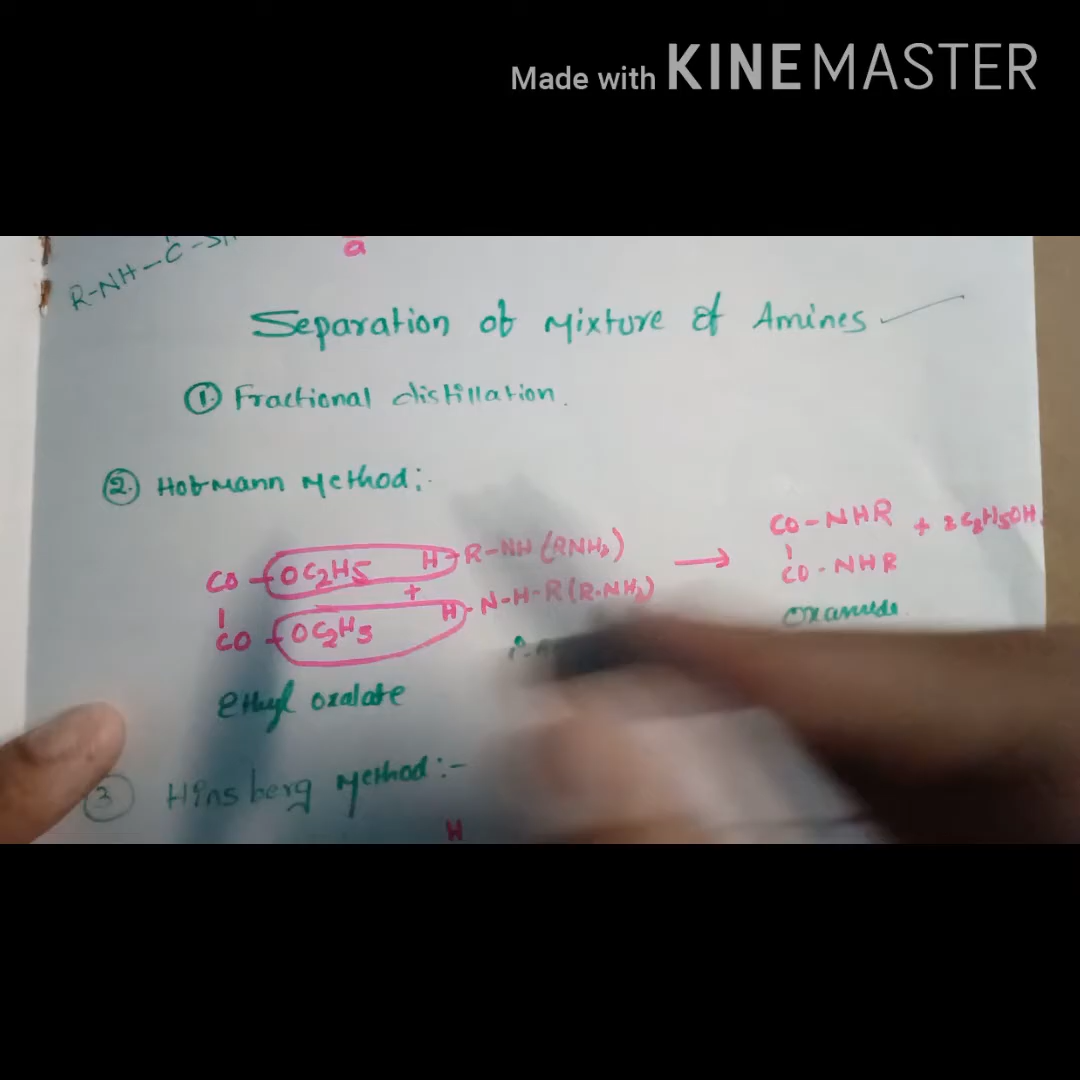 Made with KINEMASTER
R-NH-C-SH
a
Separation of Mixture of Amines
1. Fractional distillation.
2. Hofmann Method:
CO-OC2H5 H-R-NH (RNH2) → CO-NHR + 2C2H5OH.
+
CO-OC2H5 H-N-H-R (R-NH2) CO-NHR
Oxamide.
Ethyl oxalate
3 Hinsberg Method:-
H